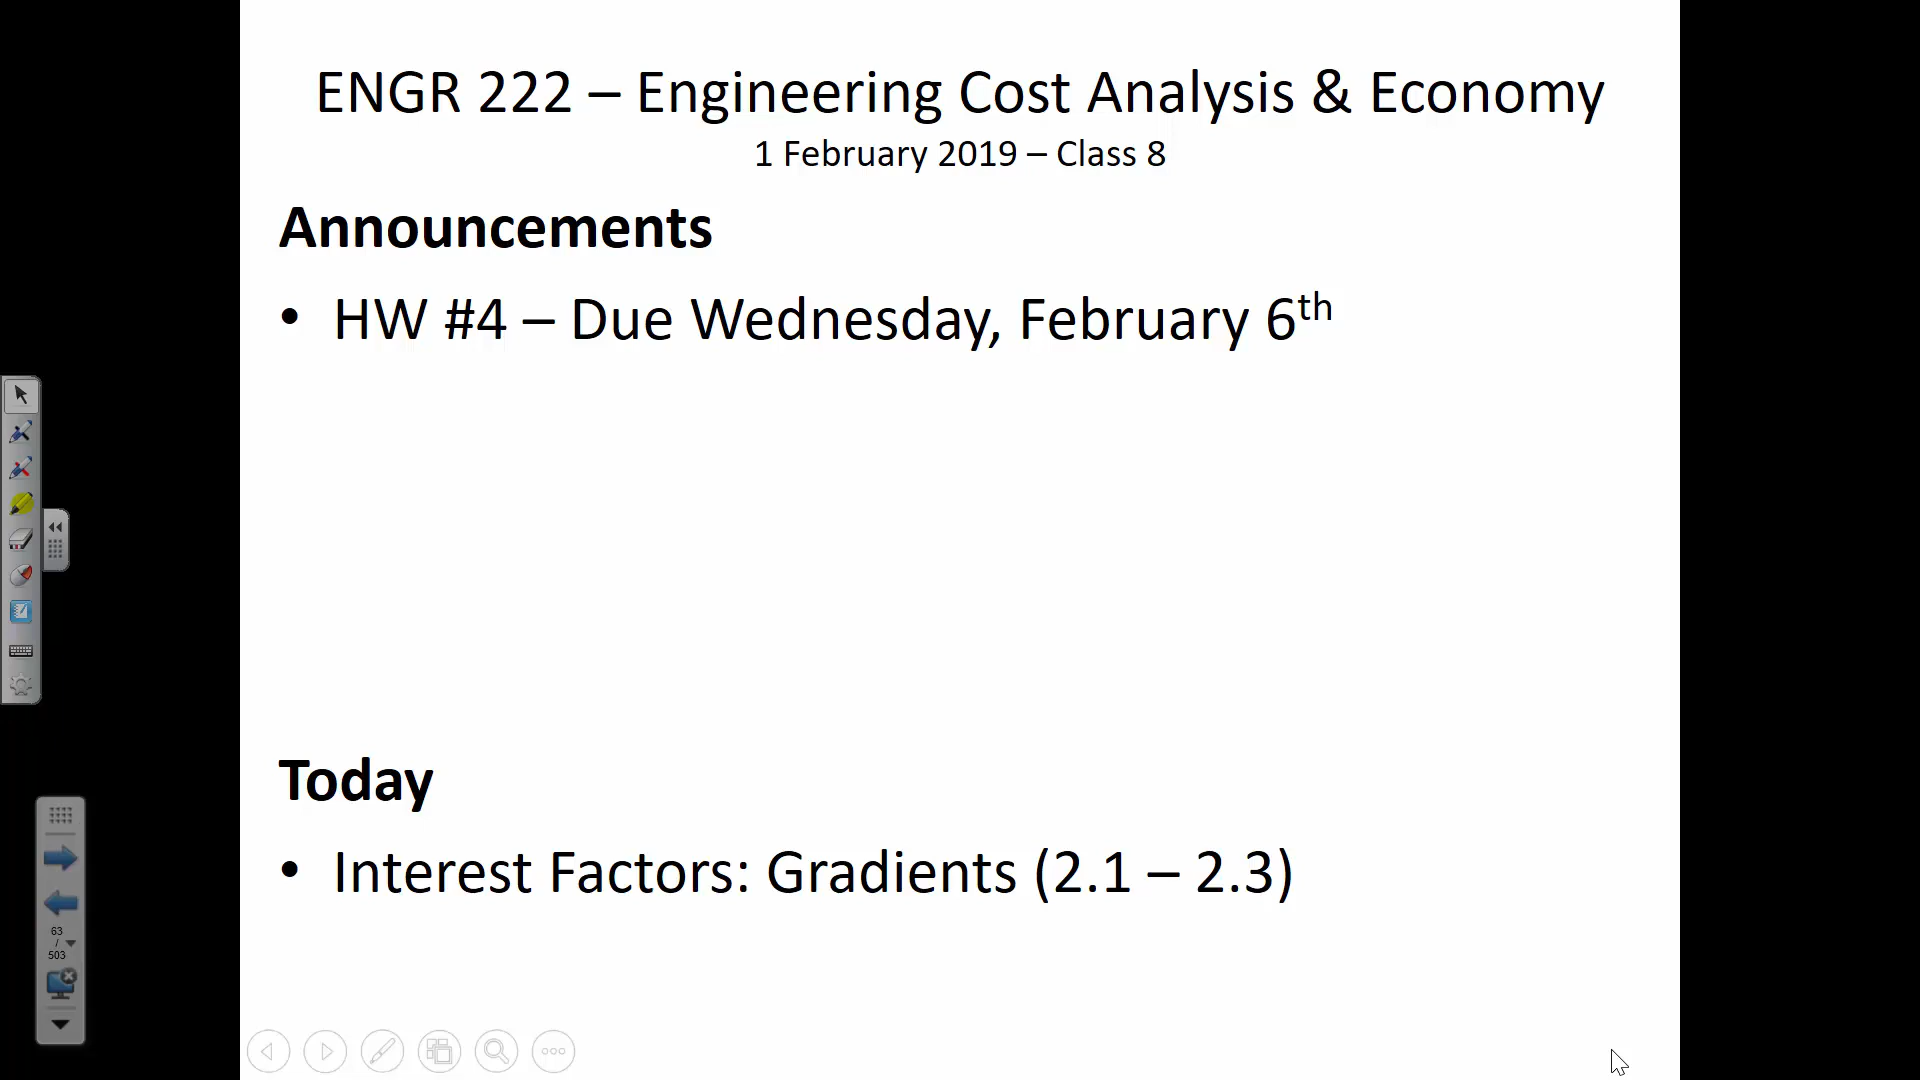 ENGR 222 – Engineering Cost Analysis & Economy
1 February 2019 – Class 8
Announcements
• HW #4 – Due Wednesday, February 6th
Today
• Interest Factors: Gradients (2.1 – 2.3)
63
/
503